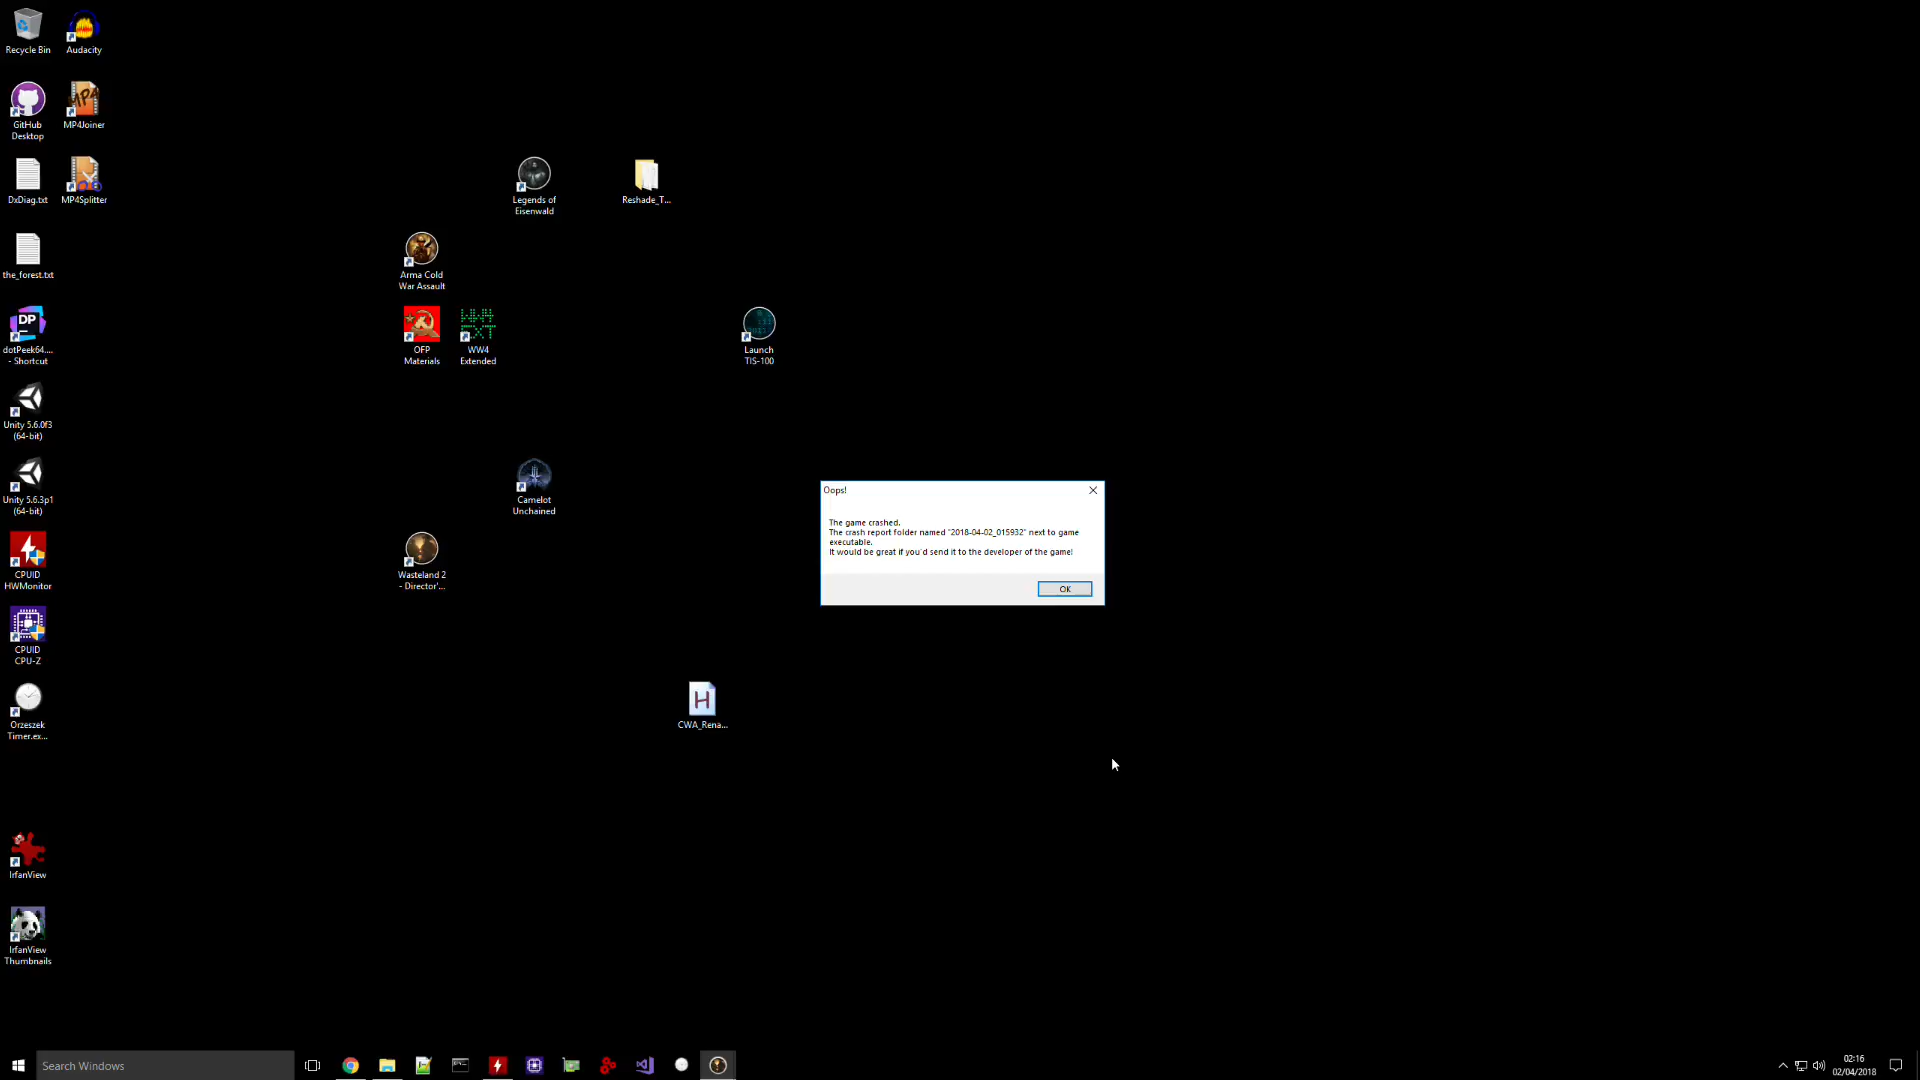 Recycle Bin
Audacity
GitHub
Desktop
MP4Joiner
DxDiag.txt
MP4Splitter
Legends of
Eisenwald
Reshade_T...
the_forest.txt
Arma Cold
War Assault
dotPeek64....
- Shortcut
OFP
Materials
WW4
Extended
Launch
TIS-100
Unity 5.6.0f3
(64-bit)
Unity 5.6.3p1
(64-bit)
Camelot
Unchained
Oops!
The game crashed.
The crash report folder named "2018-04-02_015932" next to game
executable.
It would be great if you'd send it to the developer of the game!
OK
CPUID
HWMonitor
Wasteland 2
- Director'...
CPUID
CPU-Z
Orzeszek
Timer.ex...
CWA_Rena...
IrfanView
IrfanView
Thumbnails
Search Windows
02:16
02/04/2018